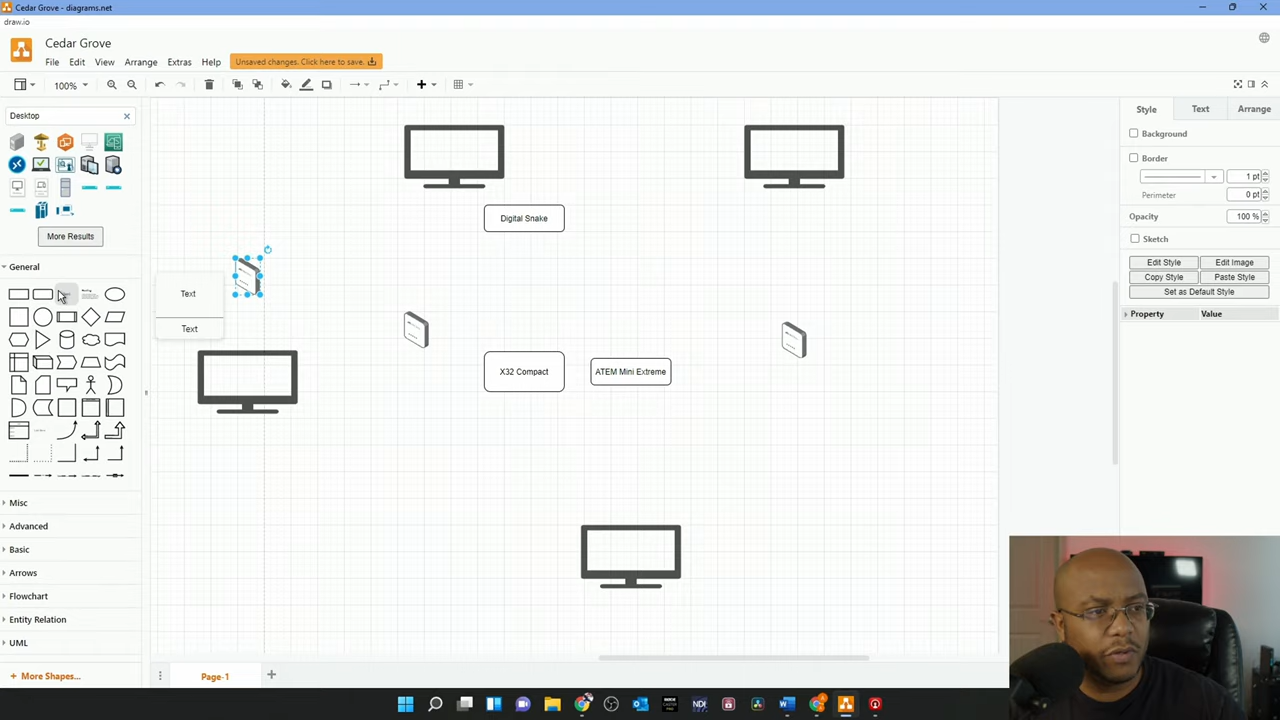 Cedar Grove - diagrams.net
draw.io
Cedar Grove
File Edit View Arrange Extras Help
Unsaved changes. Click here to save.
100%
Desktop
More Results
General
Text
Text
Misc
Advanced
Basic
Arrows
Flowchart
Entity Relation
UML
+ More Shapes...
Digital Snake
X32 Compact
ATEM Mini Extreme
Page-1
Style Text Arrange
Background
Border
1 pt
Perimeter 0 pt
Opacity 100 %
Sketch
Edit Style Edit Image
Copy Style Paste Style
Set as Default Style
Property Value
NDI